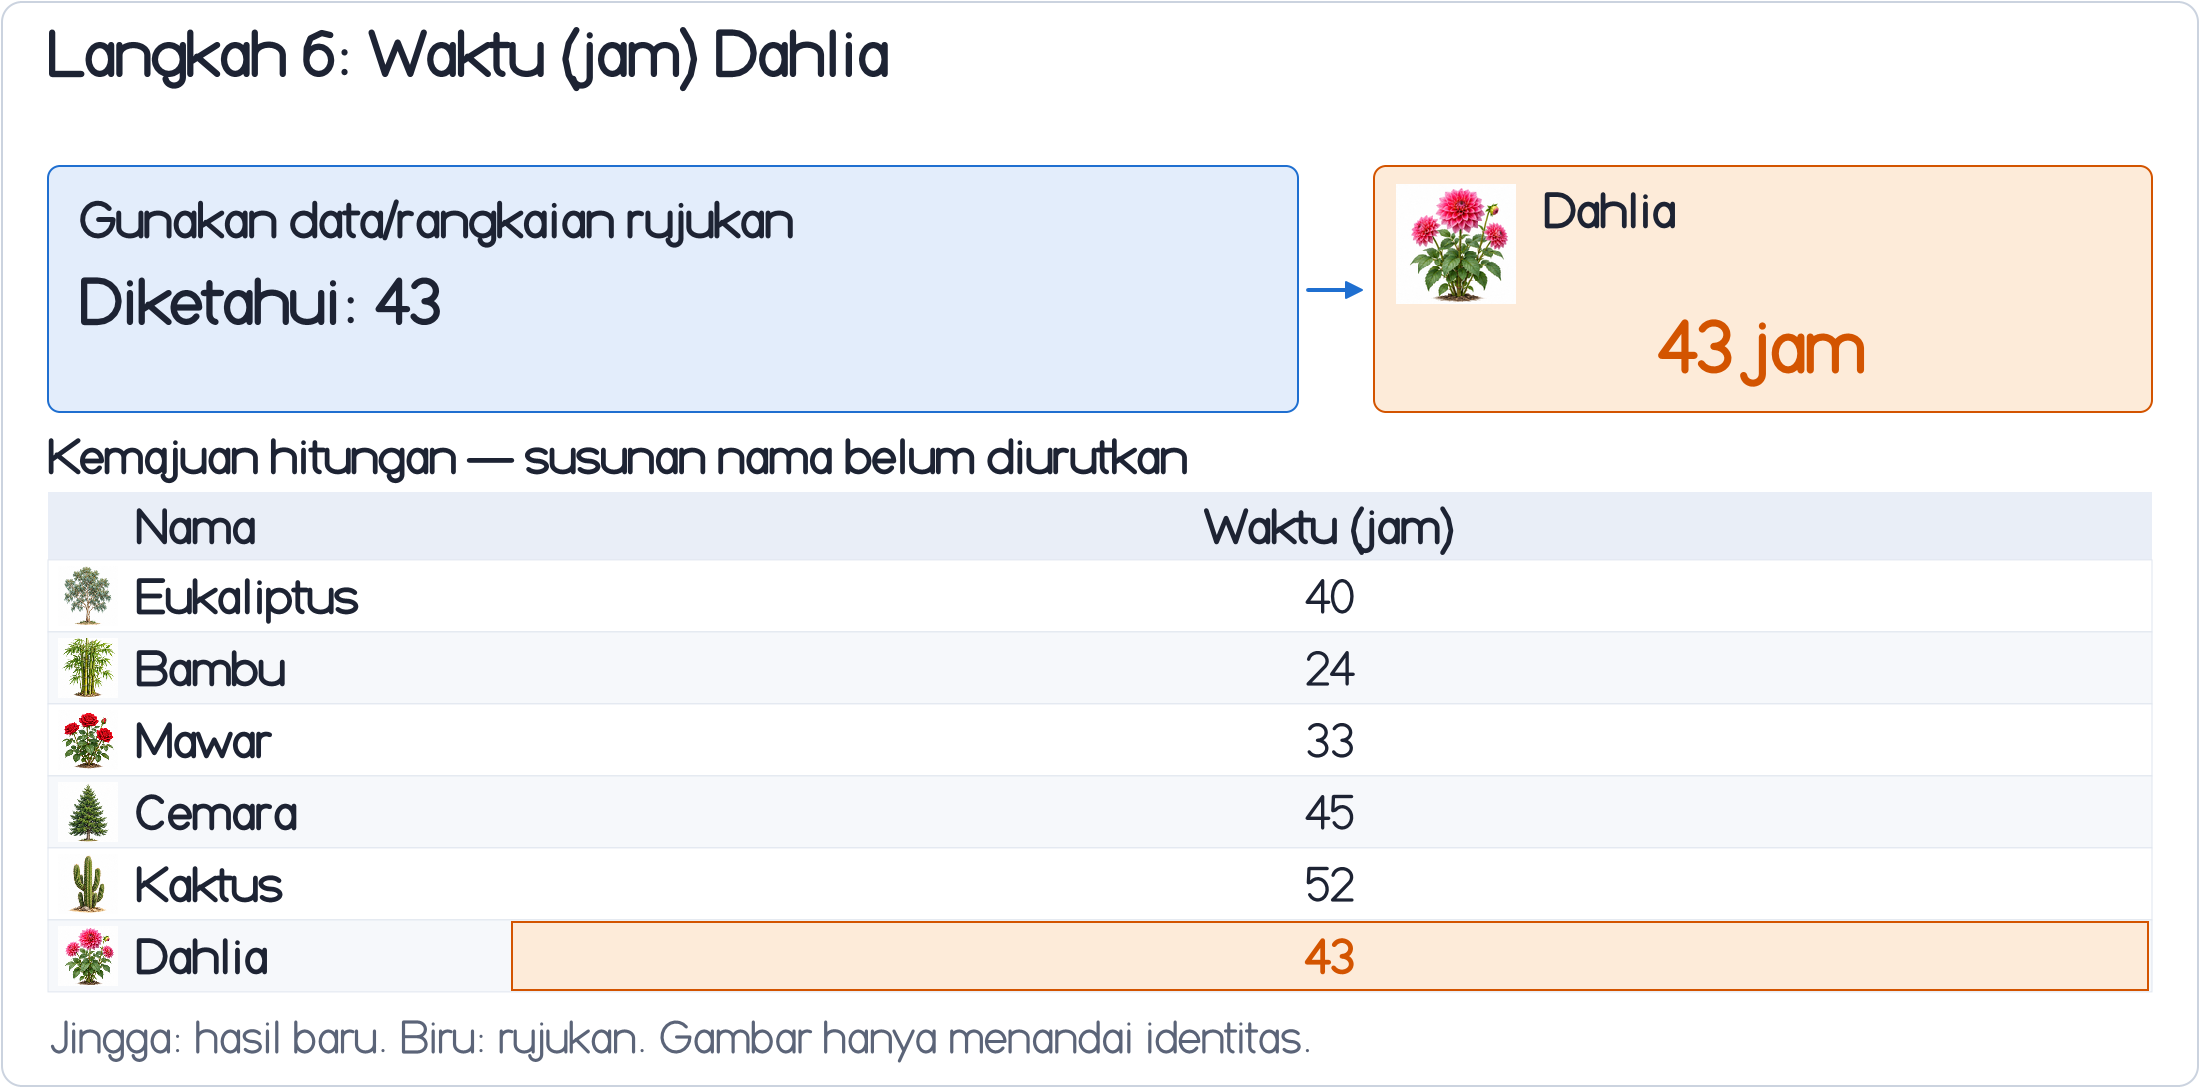 Langkah 6: Waktu (jam) Dahlia
Gunakan data/rangkaian rujukan
Diketahui: 43
Dahlia
43 jam
Kemajuan hitungan — susunan nama belum diurutkan
Nama Waktu (jam)
Eukaliptus 40
Bambu 24
Mawar 33
Cemara 45
Kaktus 52
Dahlia 43
Jingga: hasil baru. Biru: rujukan. Gambar hanya menandai identitas.